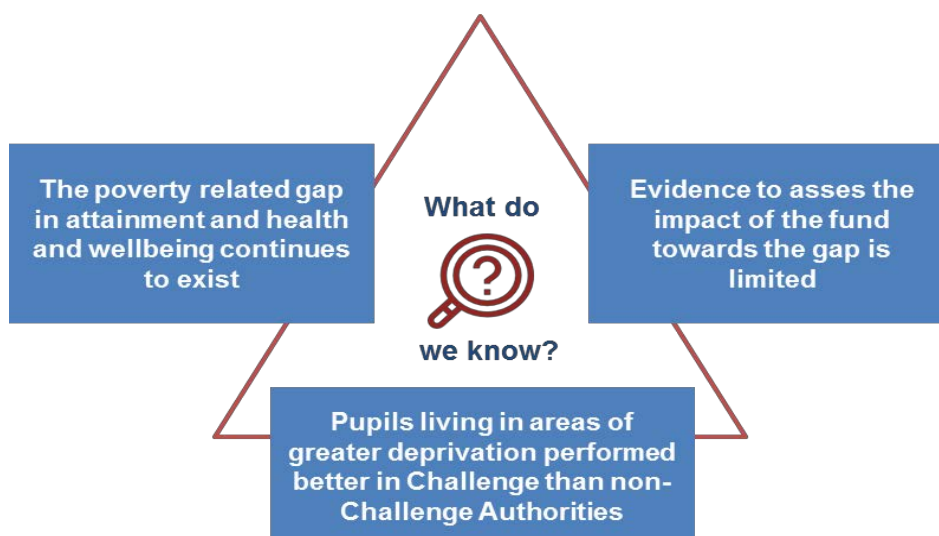 The poverty related gap
in attainment and health
and wellbeing continues
to exist
What do
?
we know?
Evidence to asses the
impact of the fund
towards the gap is
limited
Pupils living in areas of
greater deprivation performed
better in Challenge than non-
Challenge Authorities